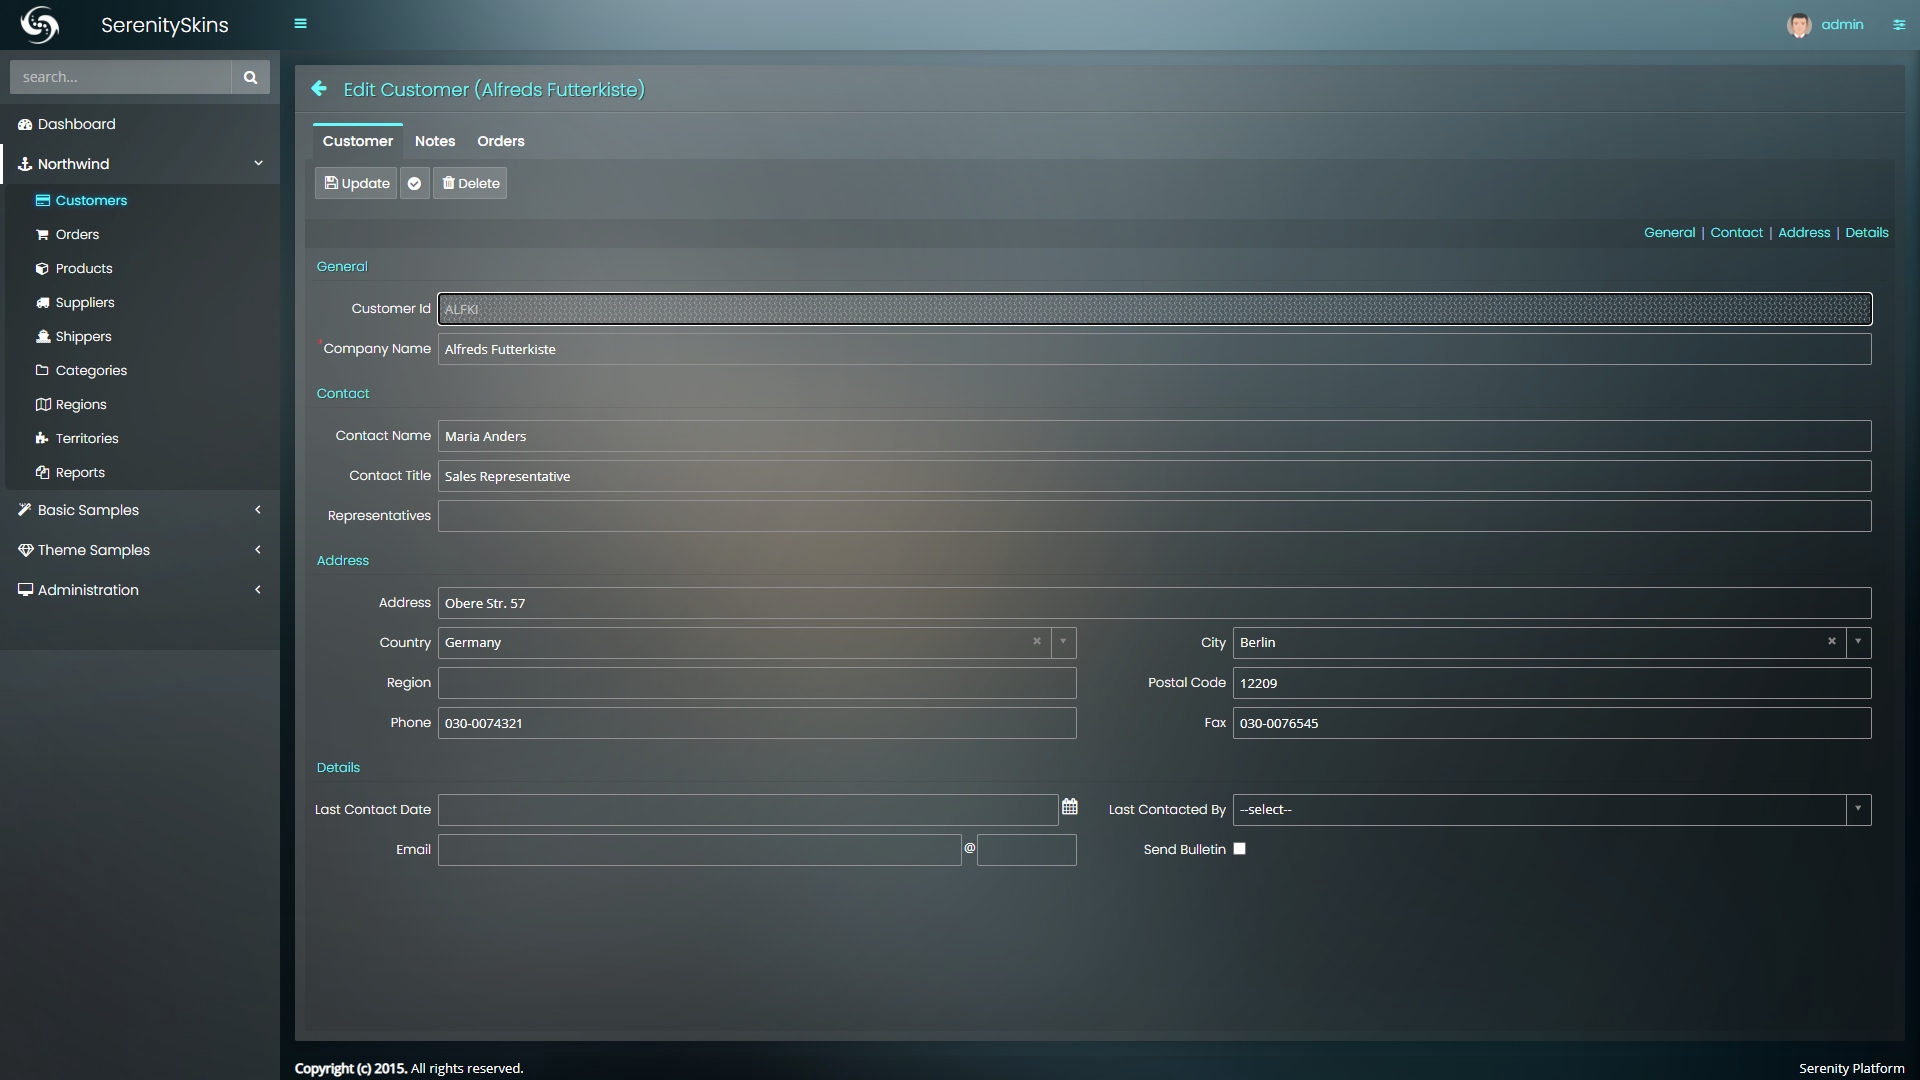 SerenitySkins
admin
search...
Dashboard
Northwind
Customers
Orders
Products
Suppliers
Shippers
Categories
Regions
Territories
Reports
Basic Samples
Theme Samples
Administration
Edit Customer (Alfreds Futterkiste)
Customer Notes Orders
Update Delete
General | Contact | Address | Details
General
Customer Id ALFKI
*Company Name Alfreds Futterkiste
Contact
Contact Name Maria Anders
Contact Title Sales Representative
Representatives
Address
Address Obere Str. 57
Country Germany City Berlin
Region Postal Code 12209
Phone 030-0074321 Fax 030-0076545
Details
Last Contact Date Last Contacted By --select--
Email @ Send Bulletin
Copyright (c) 2015. All rights reserved. Serenity Platform